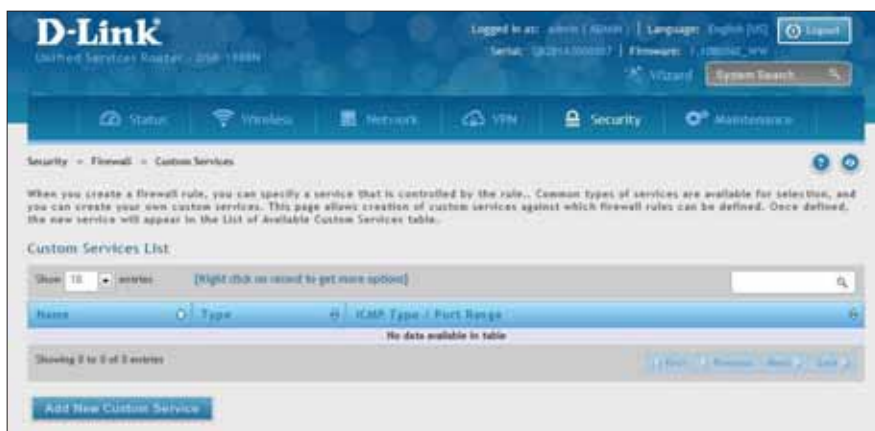 D-Link
Logged in as: admin ( ADMIN ) | Language: English [US]
Logout
Unified Services Router - DSR-1000N
Serial: | Firmware:
Wizard
System Search
Status
Wireless
Network
VPN
Security
Maintenance
Security » Firewall » Custom Services
When you create a firewall rule, you can specify a service that is controlled by the rule.. Common types of services are available for selection, and
you can create your own custom services. This page allows creation of custom services against which firewall rules can be defined. Once defined,
the new service will appear in the List of Available Custom Services table.
Custom Services List
Show 10 entries
[Right click on record to get more options]
Name
Type
ICMP Type / Port Range
No data available in table
Showing 0 to 0 of 0 entries
First Previous Next Last
Add New Custom Service